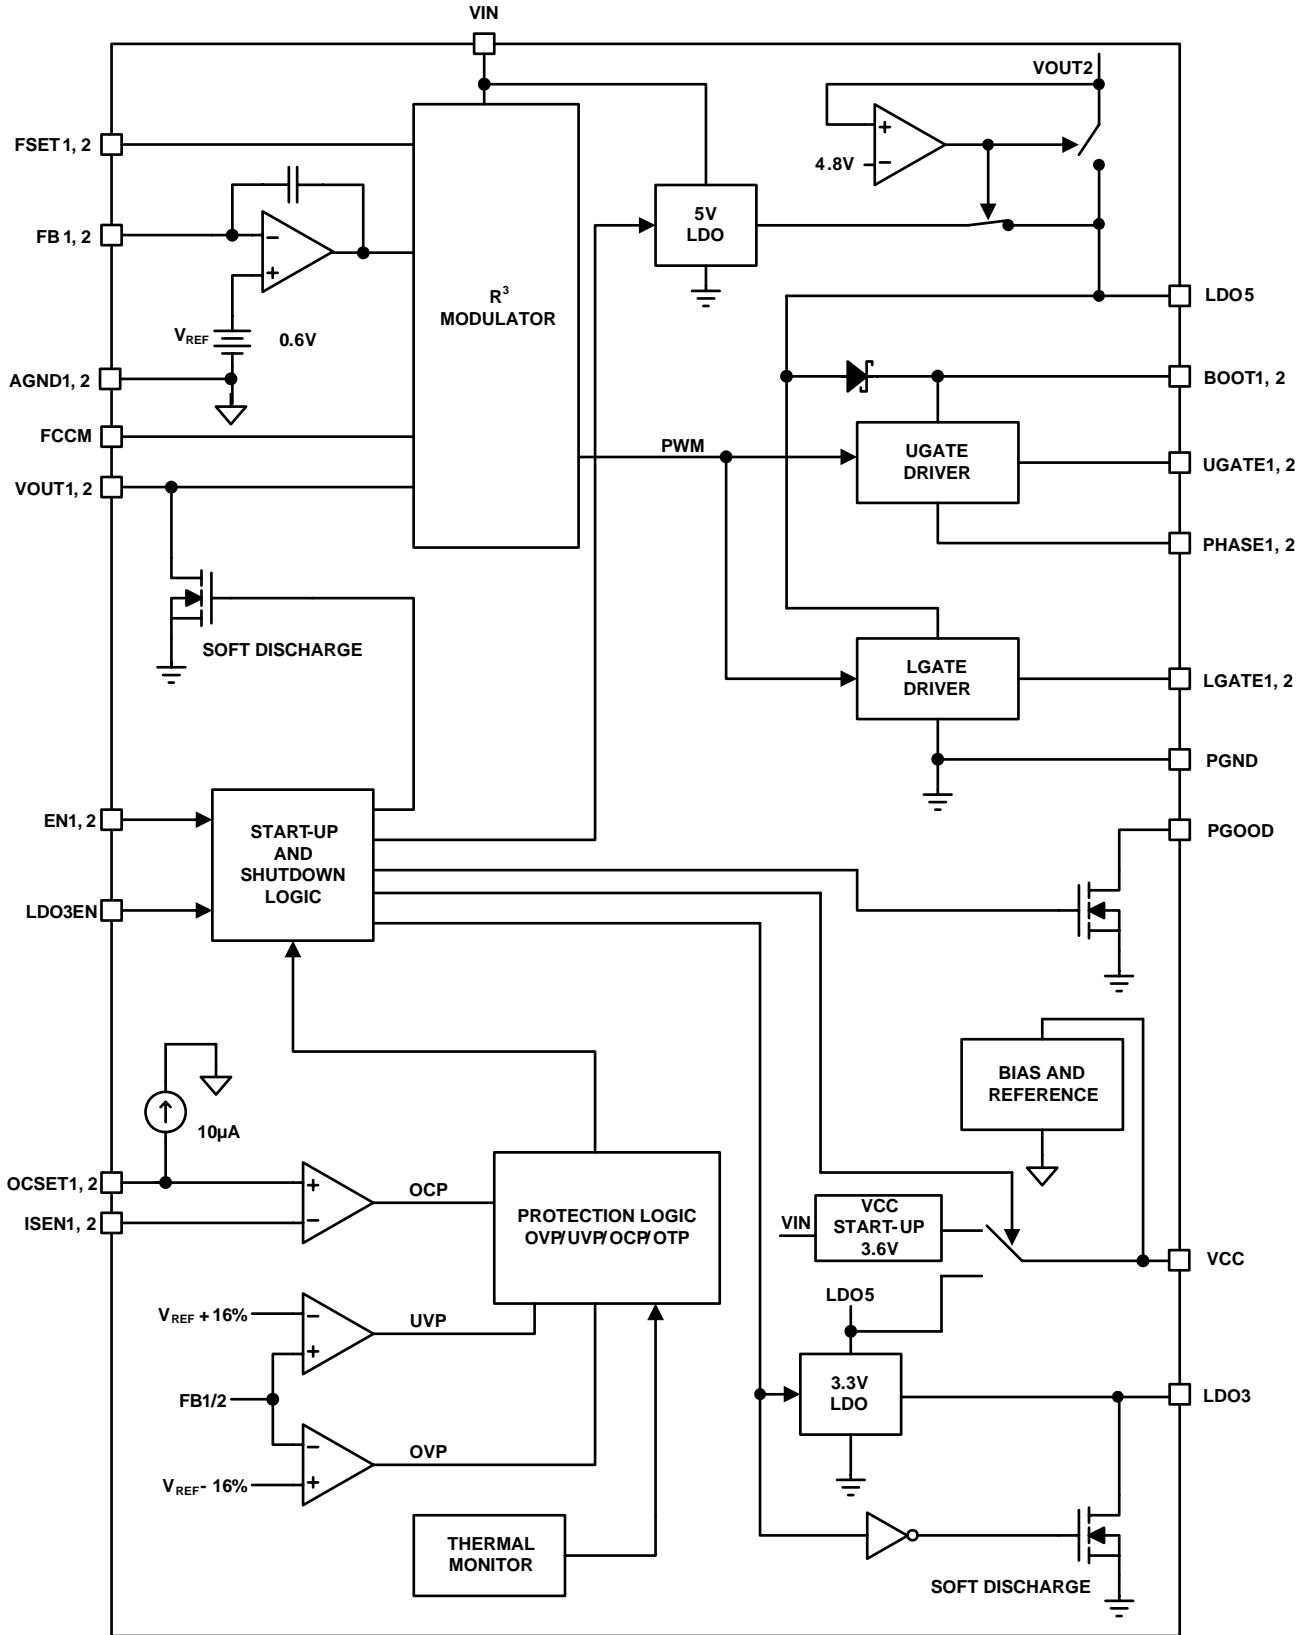 VIN
VOUT2
FSET1, 2
+
−
4.8V
5V
LDO
FB1, 2
−
+
R3
MODULATOR
VREF
0.6V
LDO5
AGND1, 2
BOOT1, 2
FCCM
PWM
UGATE
DRIVER
UGATE1, 2
VOUT1, 2
PHASE1, 2
SOFT DISCHARGE
LGATE
DRIVER
LGATE1, 2
PGND
EN1, 2
START-UP
AND
SHUTDOWN
LOGIC
PGOOD
LDO3EN
BIAS AND
REFERENCE
10µA
OCSET1, 2
+
−
OCP
ISEN1, 2
PROTECTION LOGIC
OVP/UVP/OCP/OTP
VIN
VCC
START-UP
3.6V
VCC
LDO5
VREF + 16%
−
+
UVP
FB1/2
3.3V
LDO
LDO3
−
+
OVP
VREF - 16%
THERMAL
MONITOR
SOFT DISCHARGE